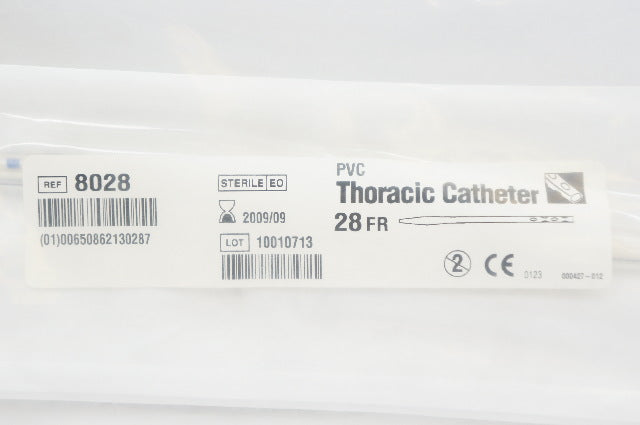 REF 8028
(01)00650862130287
STERILE EO
2009/09
LOT 10010713
PVC
Thoracic Catheter
28 FR
2
CE 0123
000427-012